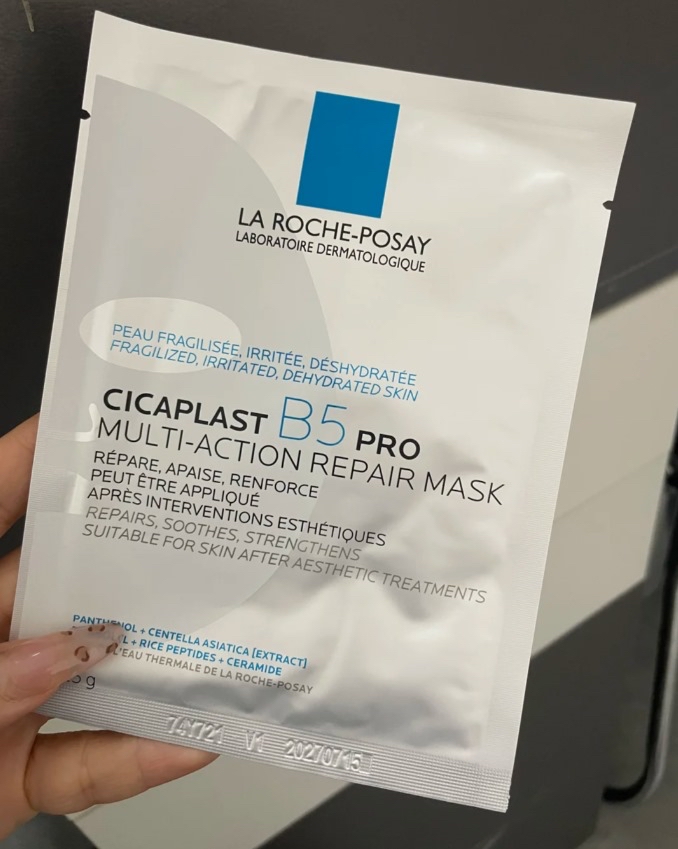 LA ROCHE-POSAY
LABORATOIRE DERMATOLOGIQUE
PEAU FRAGILISÉE, IRRITÉE, DÉSHYDRATÉE
FRAGILIZED, IRRITATED, DEHYDRATED SKIN
CICAPLAST B5 PRO
MULTI-ACTION REPAIR MASK
RÉPARE, APAISE, RENFORCE
PEUT ÊTRE APPLIQUÉ
APRÈS INTERVENTIONS ESTHÉTIQUES
REPAIRS, SOOTHES, STRENGTHENS
SUITABLE FOR SKIN AFTER AESTHETIC TREATMENTS
PANTHENOL + CENTELLA ASIATICA [EXTRACT]
+ RICE PEPTIDES + CERAMIDE
L'EAU THERMALE DE LA ROCHE-POSAY
g
74Y721 V1 20270715